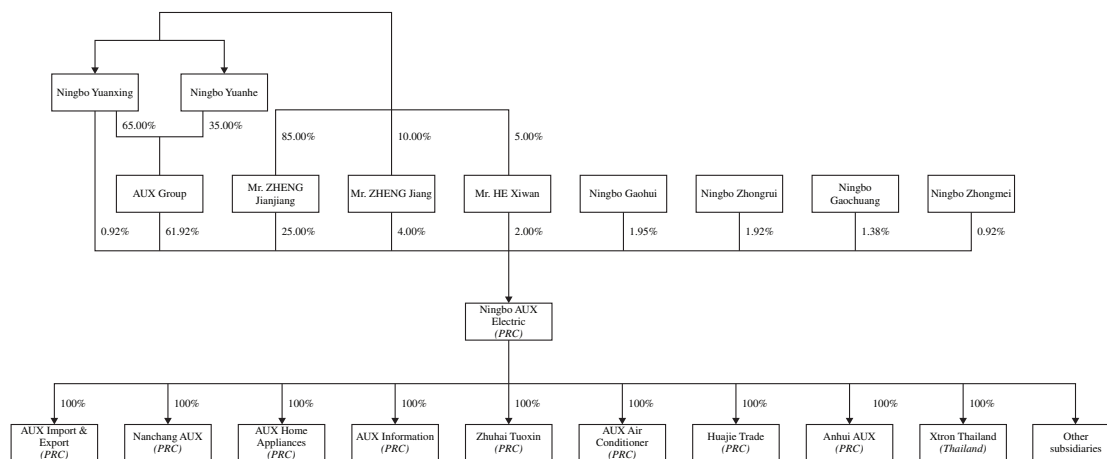 Ningbo Yuanxing
Ningbo Yuanhe
65.00%
35.00%
85.00%
10.00%
5.00%
AUX Group
Mr. ZHENG
Jianjiang
Mr. ZHENG Jiang
Mr. HE Xiwan
Ningbo Gaohui
Ningbo Zhongrui
Ningbo
Gaochuang
Ningbo Zhongmei
0.92%
61.92%
25.00%
4.00%
2.00%
1.95%
1.92%
1.38%
0.92%
Ningbo AUX
Electric
(PRC)
100%
100%
100%
100%
100%
100%
100%
100%
100%
AUX Import &
Export
(PRC)
Nanchang AUX
(PRC)
AUX Home
Appliances
(PRC)
AUX Information
(PRC)
Zhuhai Tuoxin
(PRC)
AUX Air
Conditioner
(PRC)
Huajie Trade
(PRC)
Anhui AUX
(PRC)
Xtron Thailand
(Thailand)
Other
subsidiaries